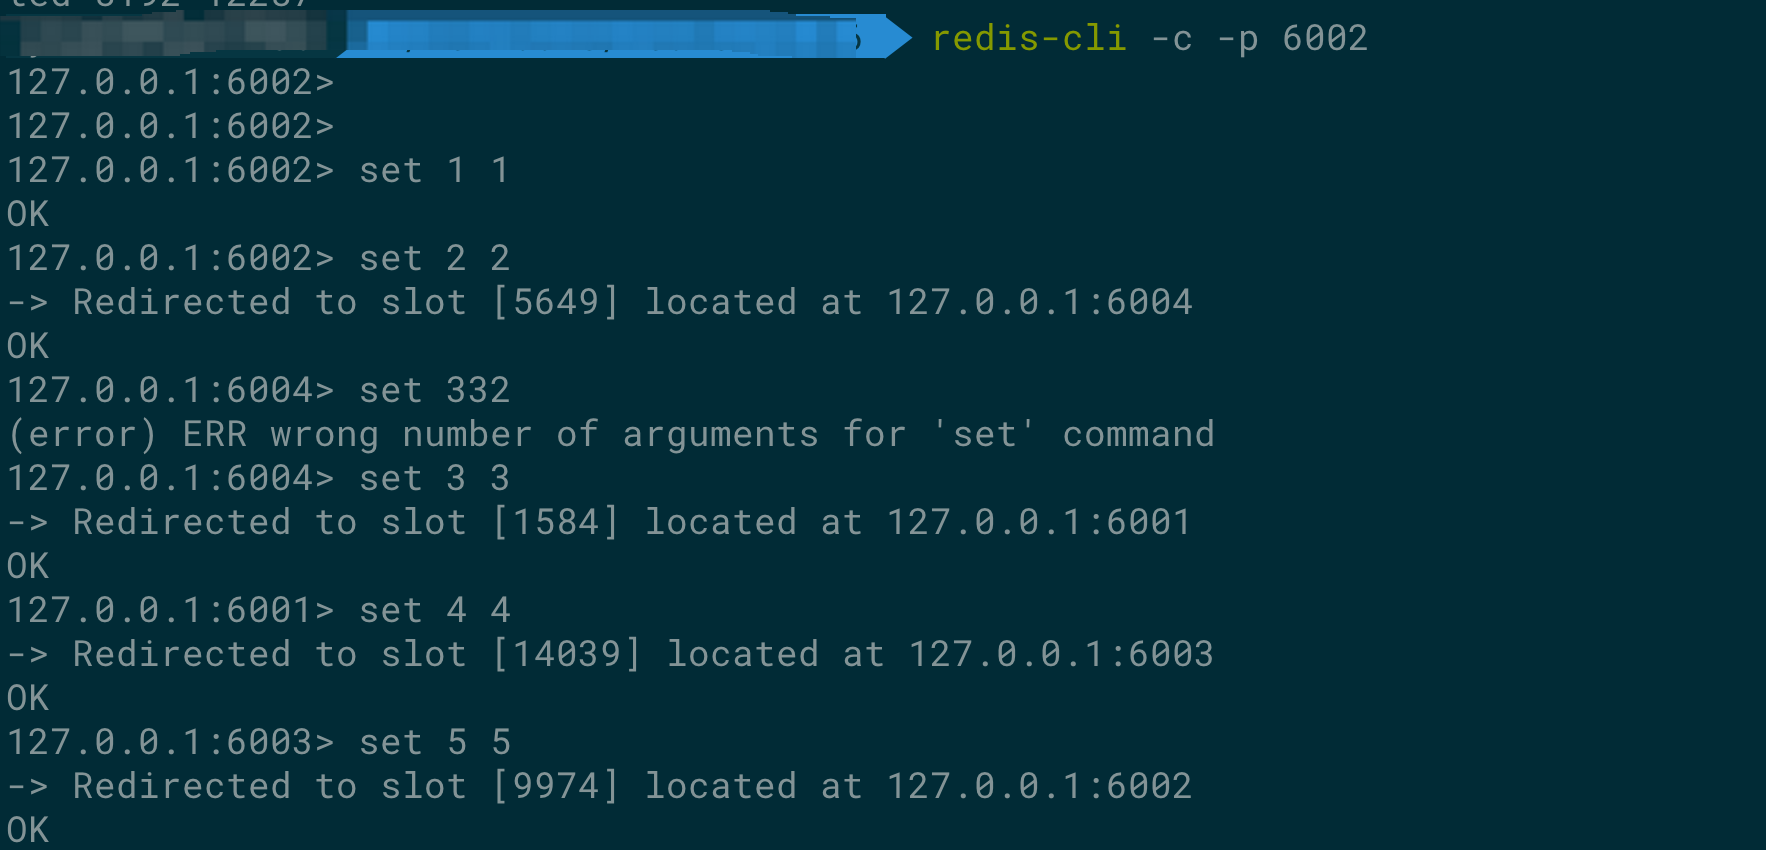 redis-cli -c -p 6002
127.0.0.1:6002>
127.0.0.1:6002>
127.0.0.1:6002> set 1 1
OK
127.0.0.1:6002> set 2 2
-> Redirected to slot [5649] located at 127.0.0.1:6004
OK
127.0.0.1:6004> set 332
(error) ERR wrong number of arguments for 'set' command
127.0.0.1:6004> set 3 3
-> Redirected to slot [1584] located at 127.0.0.1:6001
OK
127.0.0.1:6001> set 4 4
-> Redirected to slot [14039] located at 127.0.0.1:6003
OK
127.0.0.1:6003> set 5 5
-> Redirected to slot [9974] located at 127.0.0.1:6002
OK